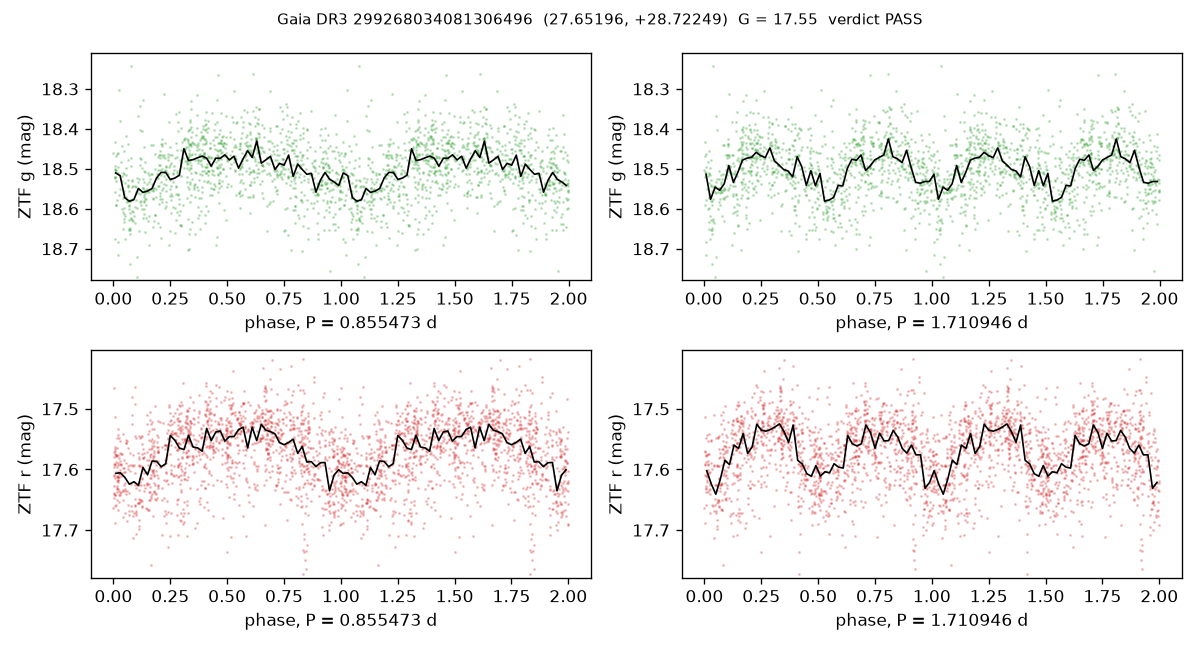 Gaia DR3 299268034081306496  (27.65196, +28.72249)  G = 17.55  verdict PASS
ZTF g (mag)
18.3
18.4
18.5
18.6
18.7
0.00 0.25 0.50 0.75 1.00 1.25 1.50 1.75 2.00
phase, P = 0.855473 d
ZTF g (mag)
18.3
18.4
18.5
18.6
18.7
0.00 0.25 0.50 0.75 1.00 1.25 1.50 1.75 2.00
phase, P = 1.710946 d
ZTF r (mag)
17.5
17.6
17.7
0.00 0.25 0.50 0.75 1.00 1.25 1.50 1.75 2.00
phase, P = 0.855473 d
ZTF r (mag)
17.5
17.6
17.7
0.00 0.25 0.50 0.75 1.00 1.25 1.50 1.75 2.00
phase, P = 1.710946 d